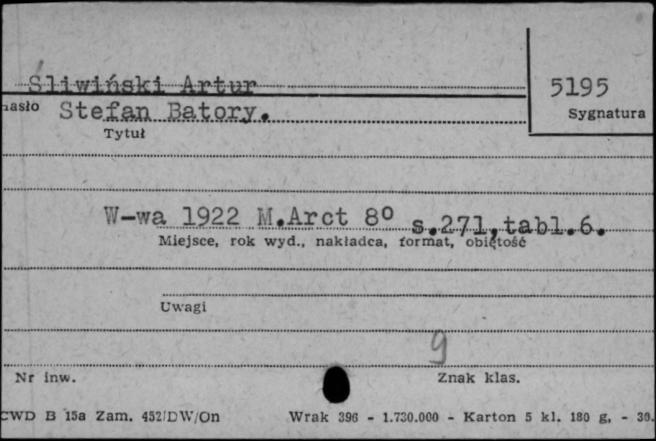 Śliwiński Artur
5195
hasło Stefan Batory.
Sygnatura
Tytuł
W-wa 1922 M.Arct 8º s.271,tabl.6.
Miejsce, rok wyd., nakładca, format, objętość
Uwagi
9
Nr inw.
Znak klas.
CWD B 15a Zam. 452/DW/On Wrak 396 - 1.730.000 - Karton 5 kl. 180 g, - 30.